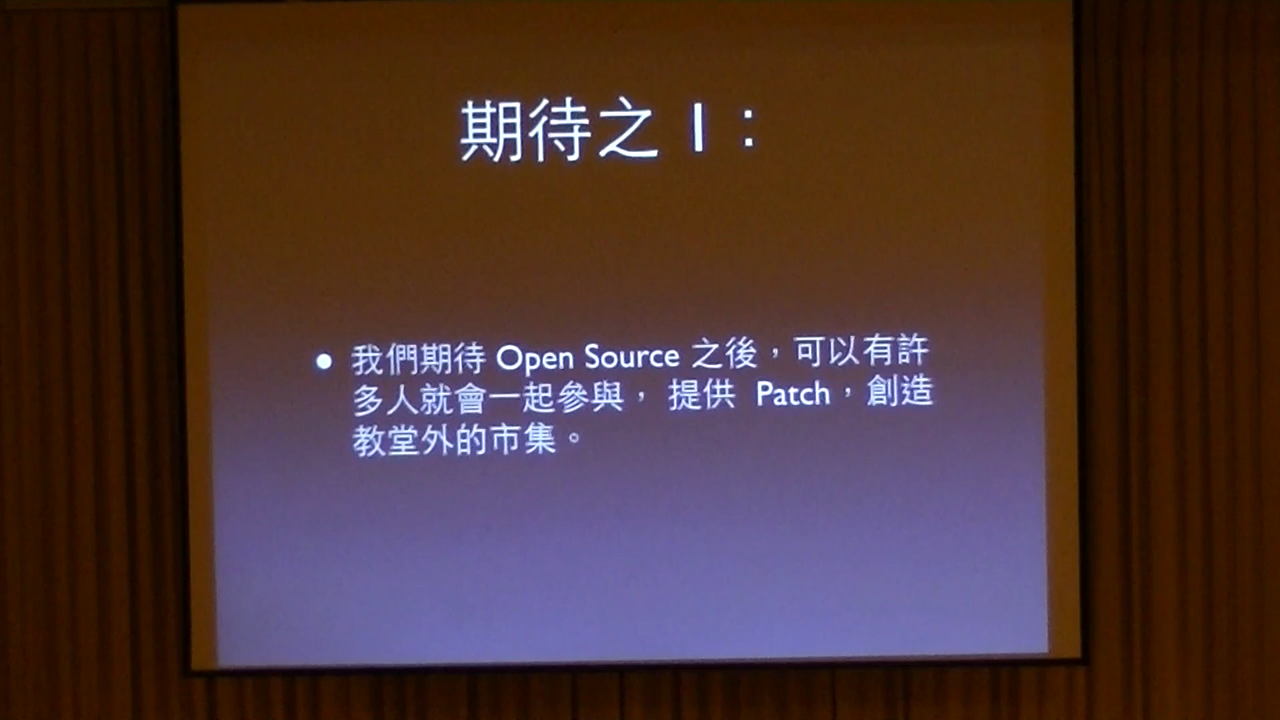 期待之 1：
• 我們期待 Open Source 之後，可以有許
多人就會一起參與， 提供 Patch，創造
教堂外的市集。